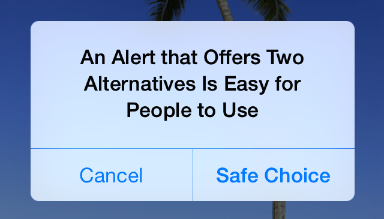 An Alert that Offers Two
Alternatives Is Easy for
People to Use
Cancel
Safe Choice